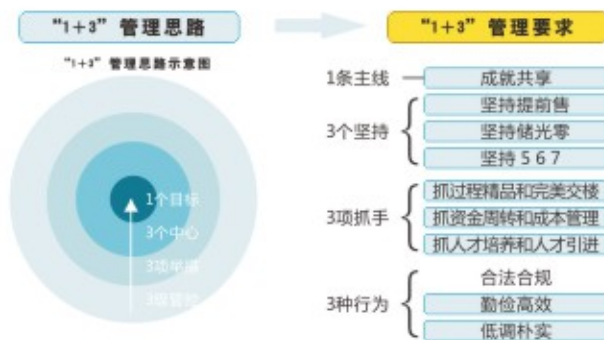 “1+3”管理思路
“1+3”管理要求
“1+3”管理思路示意图
1个目标
3个中心
3项举措
1条主线
成就共享
3个坚持
坚持提前售
坚持储光零
坚持 5 6 7
3项抓手
抓过程精品和完美交楼
抓资金周转和成本管理
抓人才培养和人才引进
3种行为
合法合规
勤俭高效
低调朴实